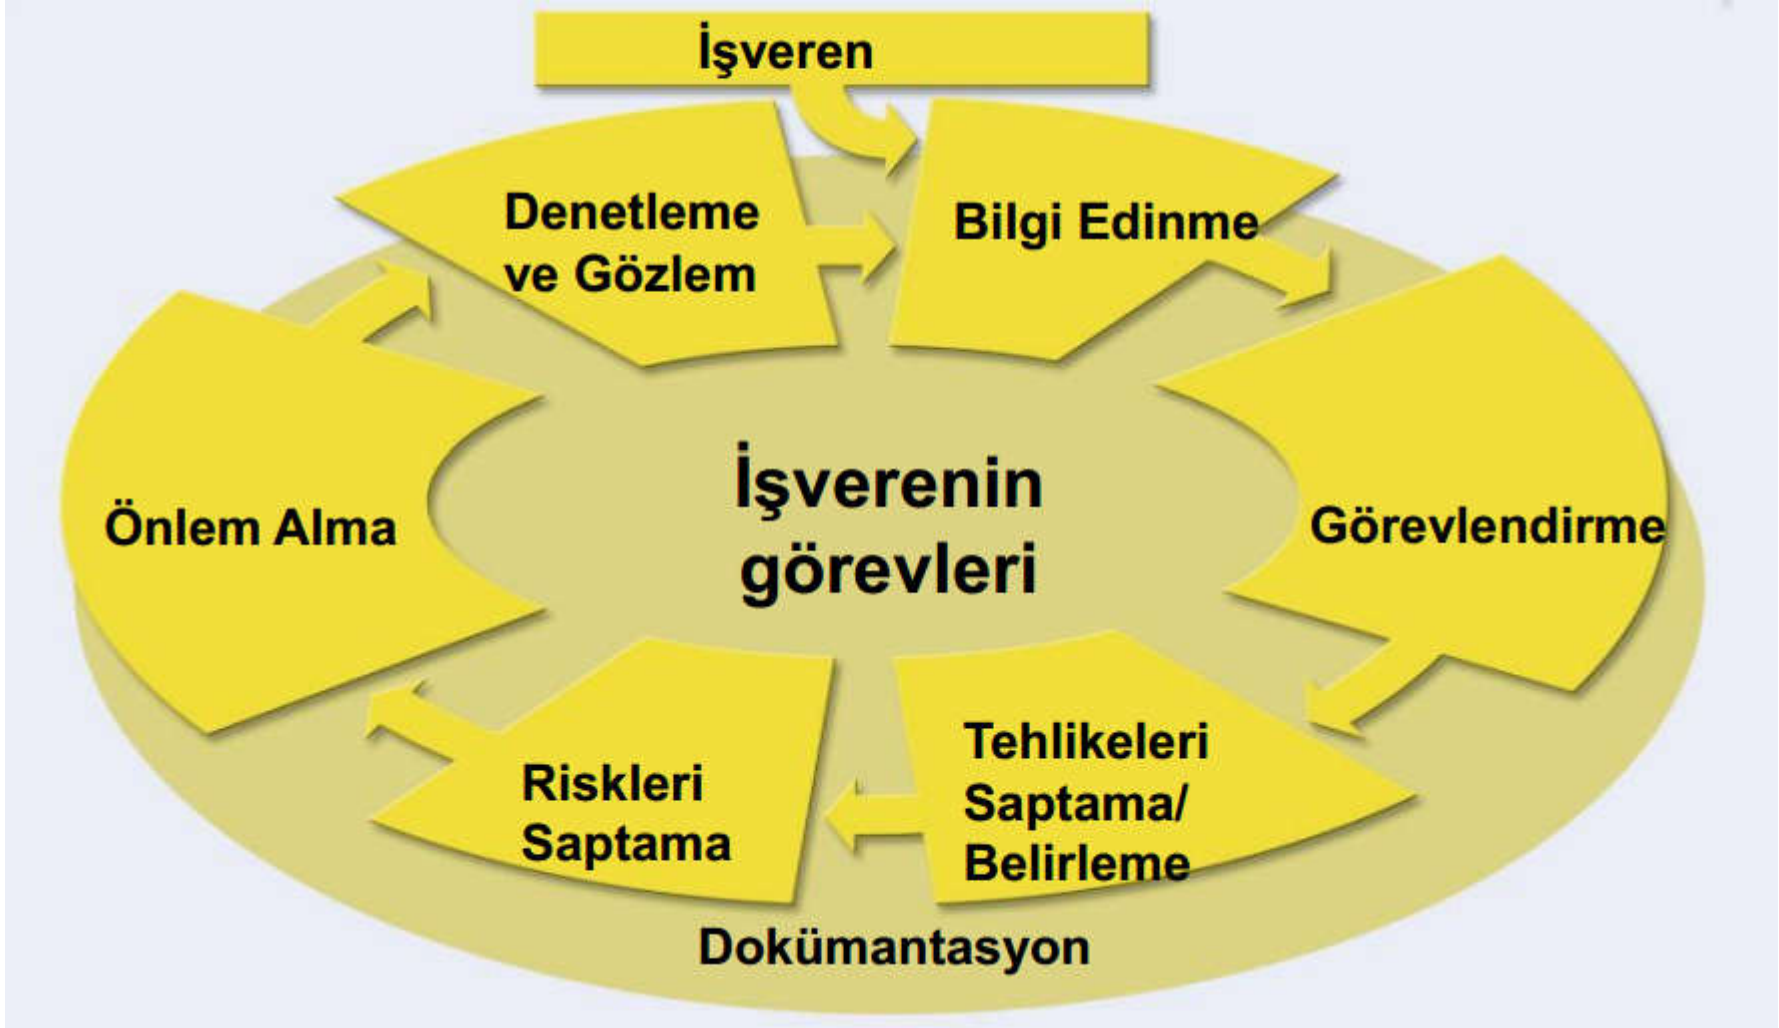 İşveren
Denetleme
ve Gözlem
Bilgi Edinme
Önlem Alma
İşverenin
görevleri
Görevlendirme
Riskleri
Saptama
Tehlikeleri
Saptama/
Belirleme
Dokümantasyon